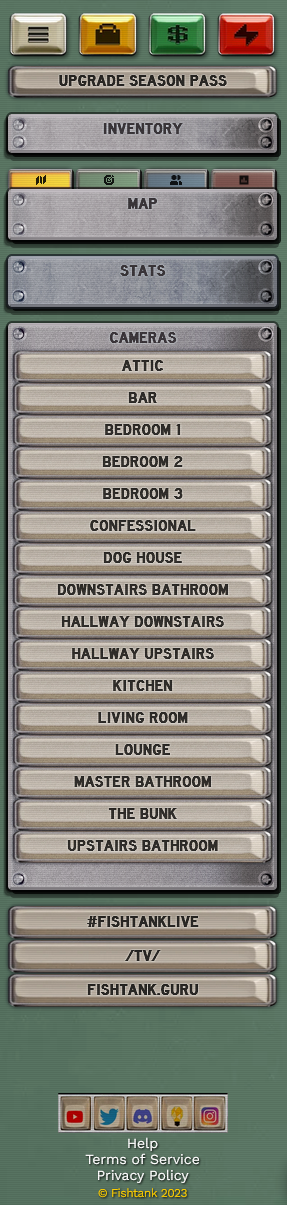 UPGRADE SEASON PASS
INVENTORY
MAP
STATS
CAMERAS
ATTIC
BAR
BEDROOM 1
BEDROOM 2
BEDROOM 3
CONFESSIONAL
DOG HOUSE
DOWNSTAIRS BATHROOM
HALLWAY DOWNSTAIRS
HALLWAY UPSTAIRS
KITCHEN
LIVING ROOM
LOUNGE
MASTER BATHROOM
THE BUNK
UPSTAIRS BATHROOM
#FISHTANKLIVE
/TV/
FISHTANK.GURU
Help
Terms of Service
Privacy Policy
© Fishtank 2023